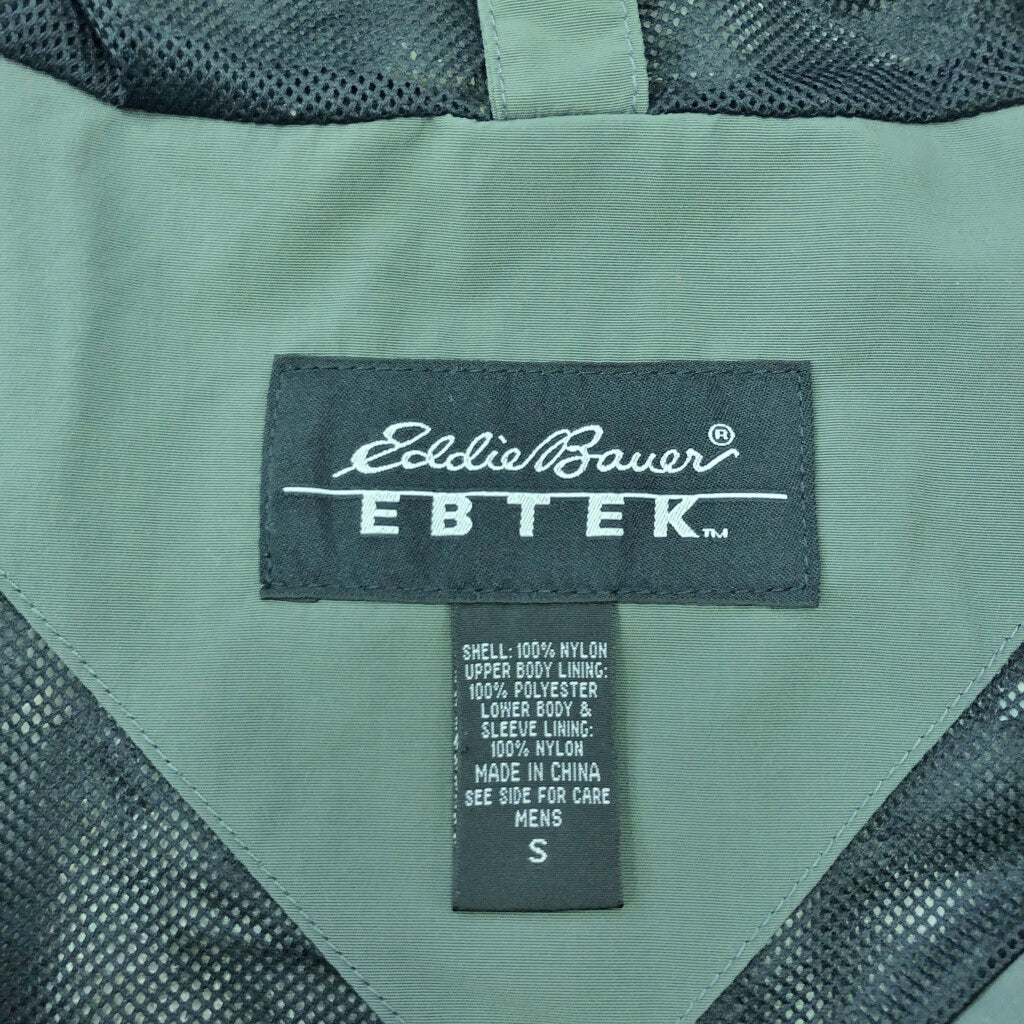 Eddie Bauer®
EBTEK™
SHELL: 100% NYLON
UPPER BODY LINING:
100% POLYESTER
LOWER BODY &
SLEEVE LINING:
100% NYLON
MADE IN CHINA
SEE SIDE FOR CARE
MENS
S